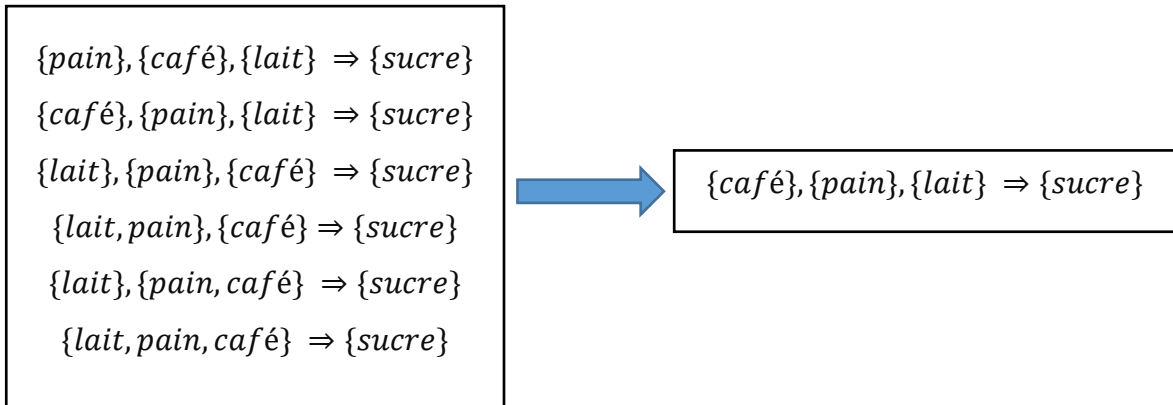 {pain}, {café}, {lait} ⇒ {sucre}
{café}, {pain}, {lait} ⇒ {sucre}
{lait}, {pain}, {café} ⇒ {sucre}
{lait, pain}, {café} ⇒ {sucre}
{lait}, {pain, café} ⇒ {sucre}
{lait, pain, café} ⇒ {sucre}
{café}, {pain}, {lait} ⇒ {sucre}